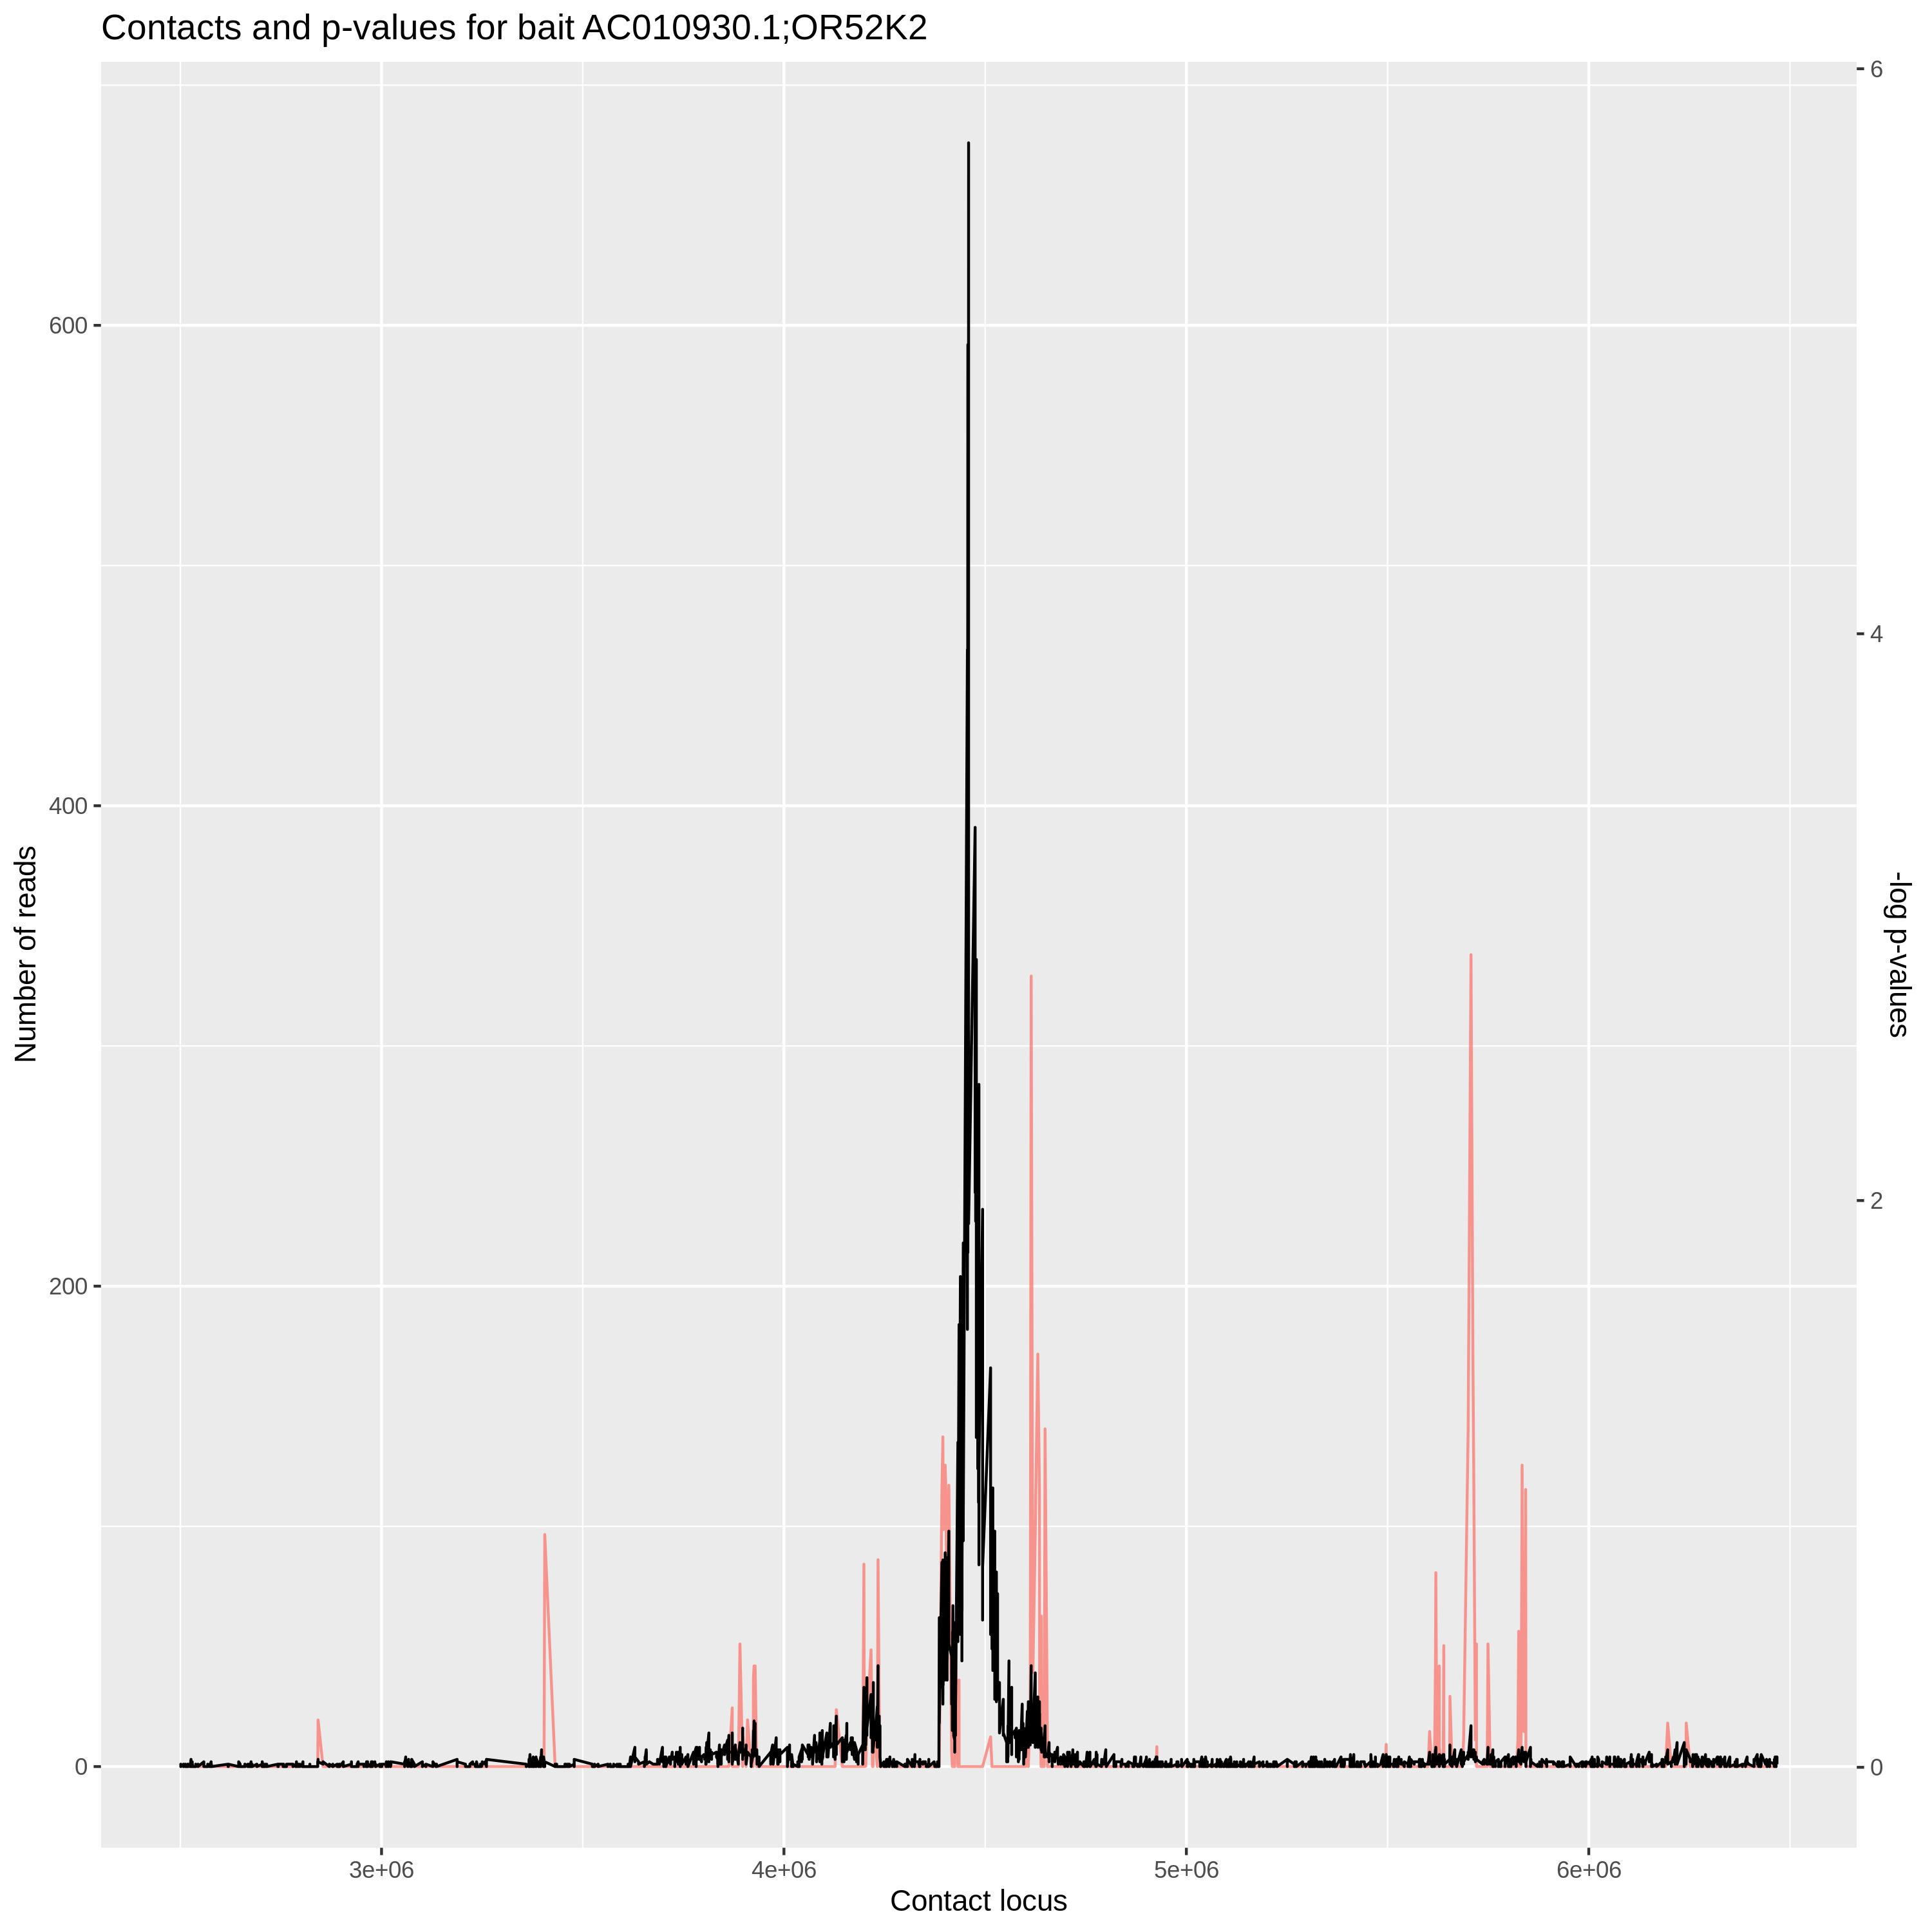 Contacts and p-values for bait AC010930.1;OR52K2
6
600
4
400
Number of reads
-log p-values
2
200
0
0
3e+06 4e+06 5e+06 6e+06
Contact locus